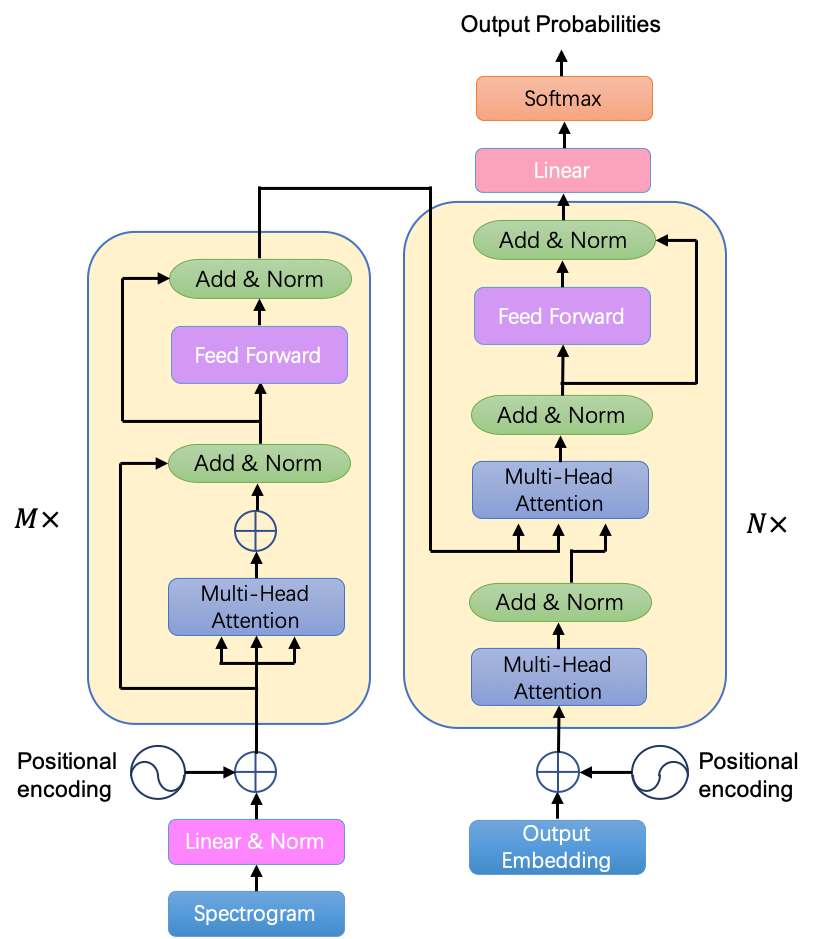 Output Probabilities
Softmax
Linear
Add & Norm
Feed Forward
Add & Norm
Multi-Head
Attention
Add & Norm
Multi-Head
Attention
N×
Positional
encoding
Output
Embedding
Add & Norm
Feed Forward
Add & Norm
M×
Multi-Head
Attention
Positional
encoding
Linear & Norm
Spectrogram